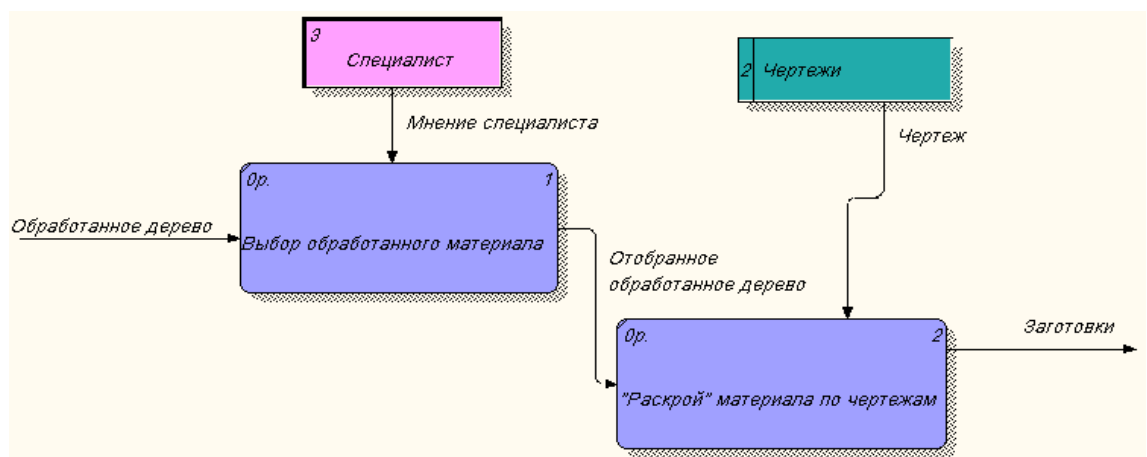 3
Специалист
2
Чертежи
Мнение специалиста
Чертеж
0р.
1
Обработанное дерево
Выбор обработанного материала
Отобранное
обработанное дерево
0р.
2
Заготовки
"Раскрой" материала по чертежам